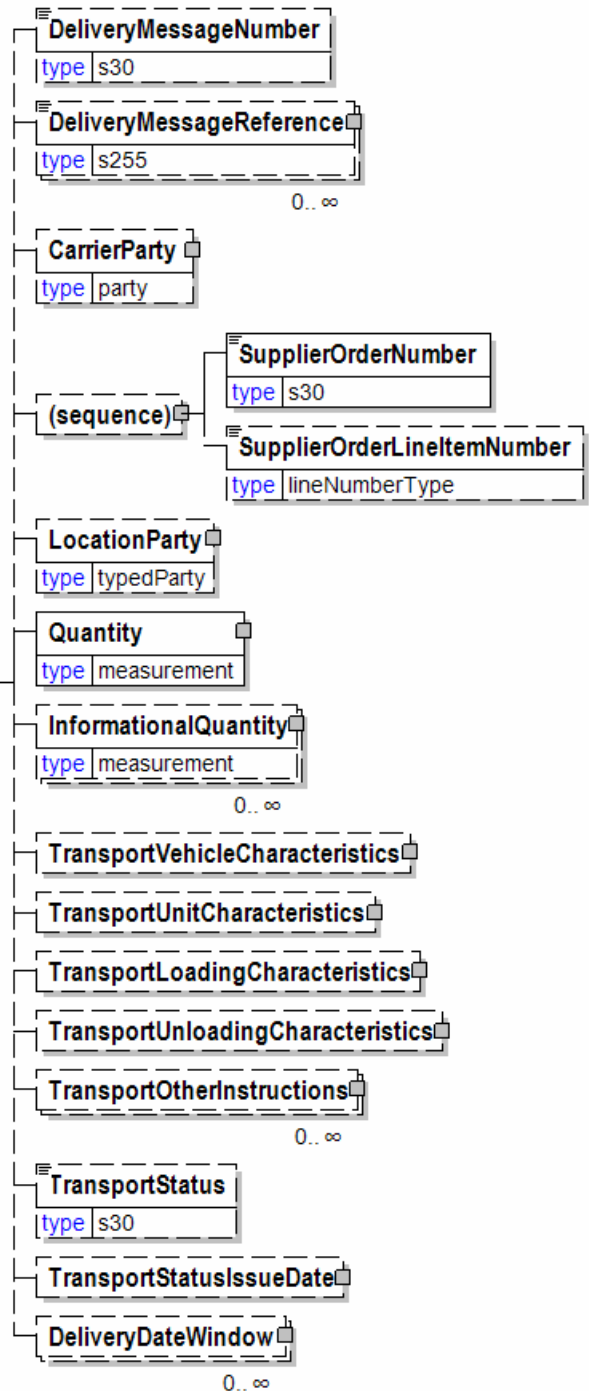 DeliveryMessageNumber
type s30
DeliveryMessageReference
type s255
0.. ∞
CarrierParty
type party
SupplierOrderNumber
type s30
(sequence)
SupplierOrderLineItemNumber
type lineNumberType
LocationParty
type typedParty
Quantity
type measurement
InformationalQuantity
type measurement
0.. ∞
TransportVehicleCharacteristics
TransportUnitCharacteristics
TransportLoadingCharacteristics
TransportUnloadingCharacteristics
TransportOtherInstructions
0.. ∞
TransportStatus
type s30
TransportStatusIssueDate
DeliveryDateWindow
0.. ∞